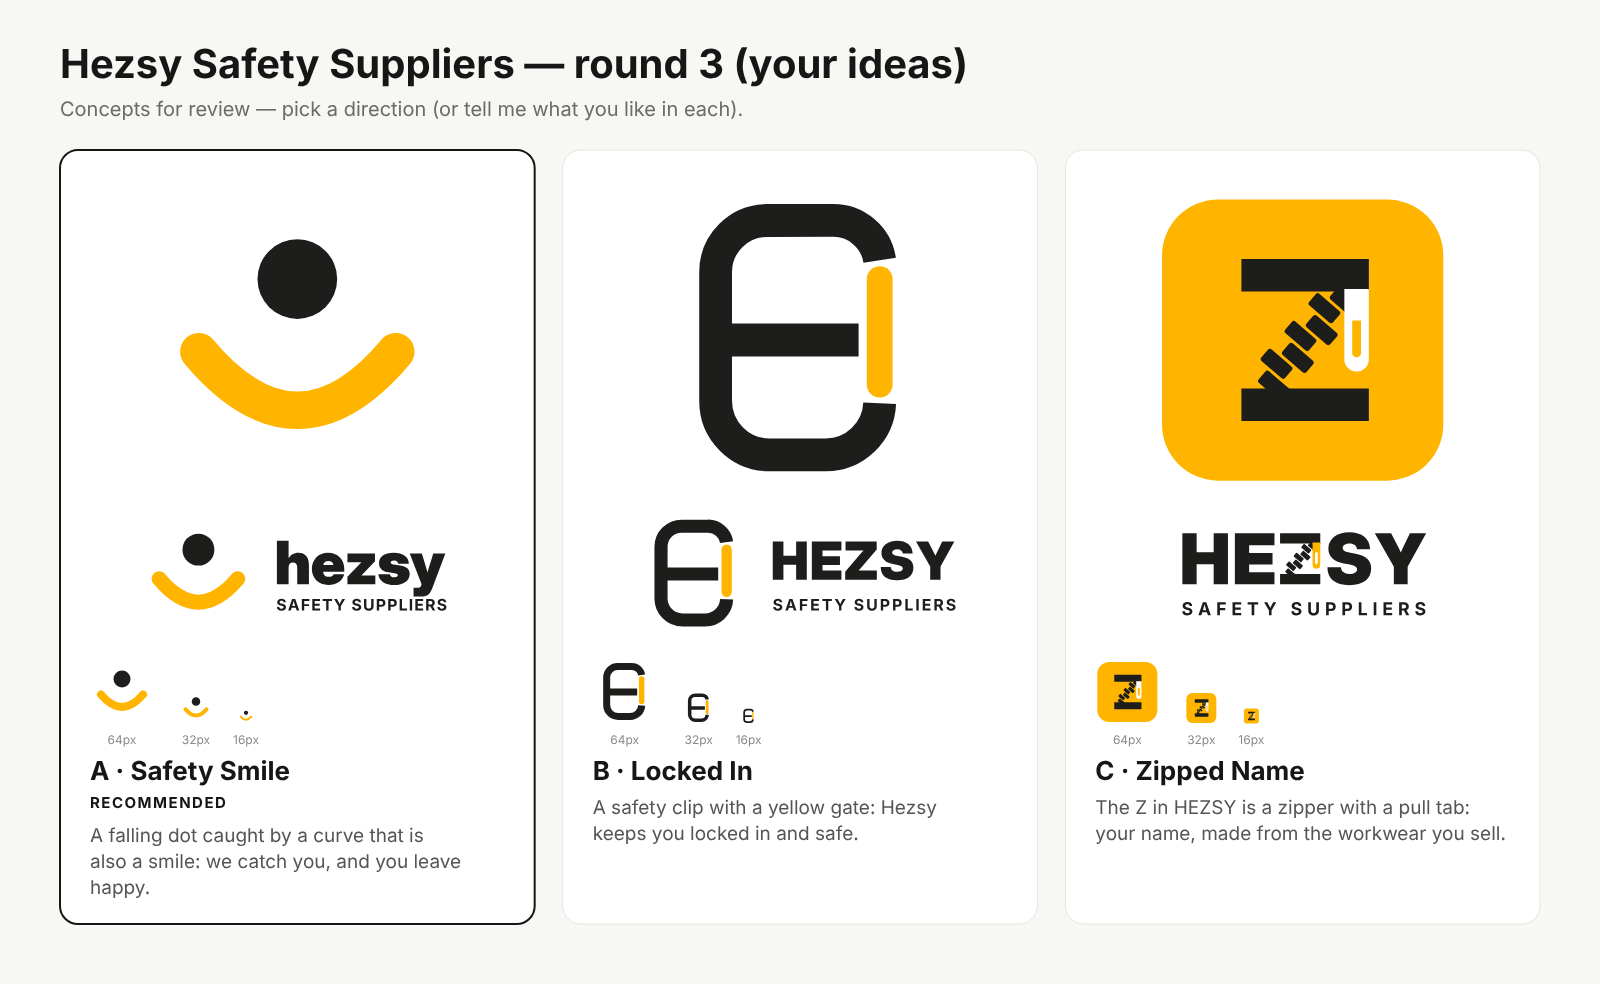 Hezsy Safety Suppliers — round 3 (your ideas)
Concepts for review — pick a direction (or tell me what you like in each).
hezsy
SAFETY SUPPLIERS
64px
32px
16px
A · Safety Smile
RECOMMENDED
A falling dot caught by a curve that is
also a smile: we catch you, and you leave
happy.
HEZSY
SAFETY SUPPLIERS
64px
32px
16px
B · Locked In
A safety clip with a yellow gate: Hezsy
keeps you locked in and safe.
Z
HEZSY
SAFETY SUPPLIERS
64px
32px
16px
C · Zipped Name
The Z in HEZSY is a zipper with a pull tab:
your name, made from the workwear you sell.